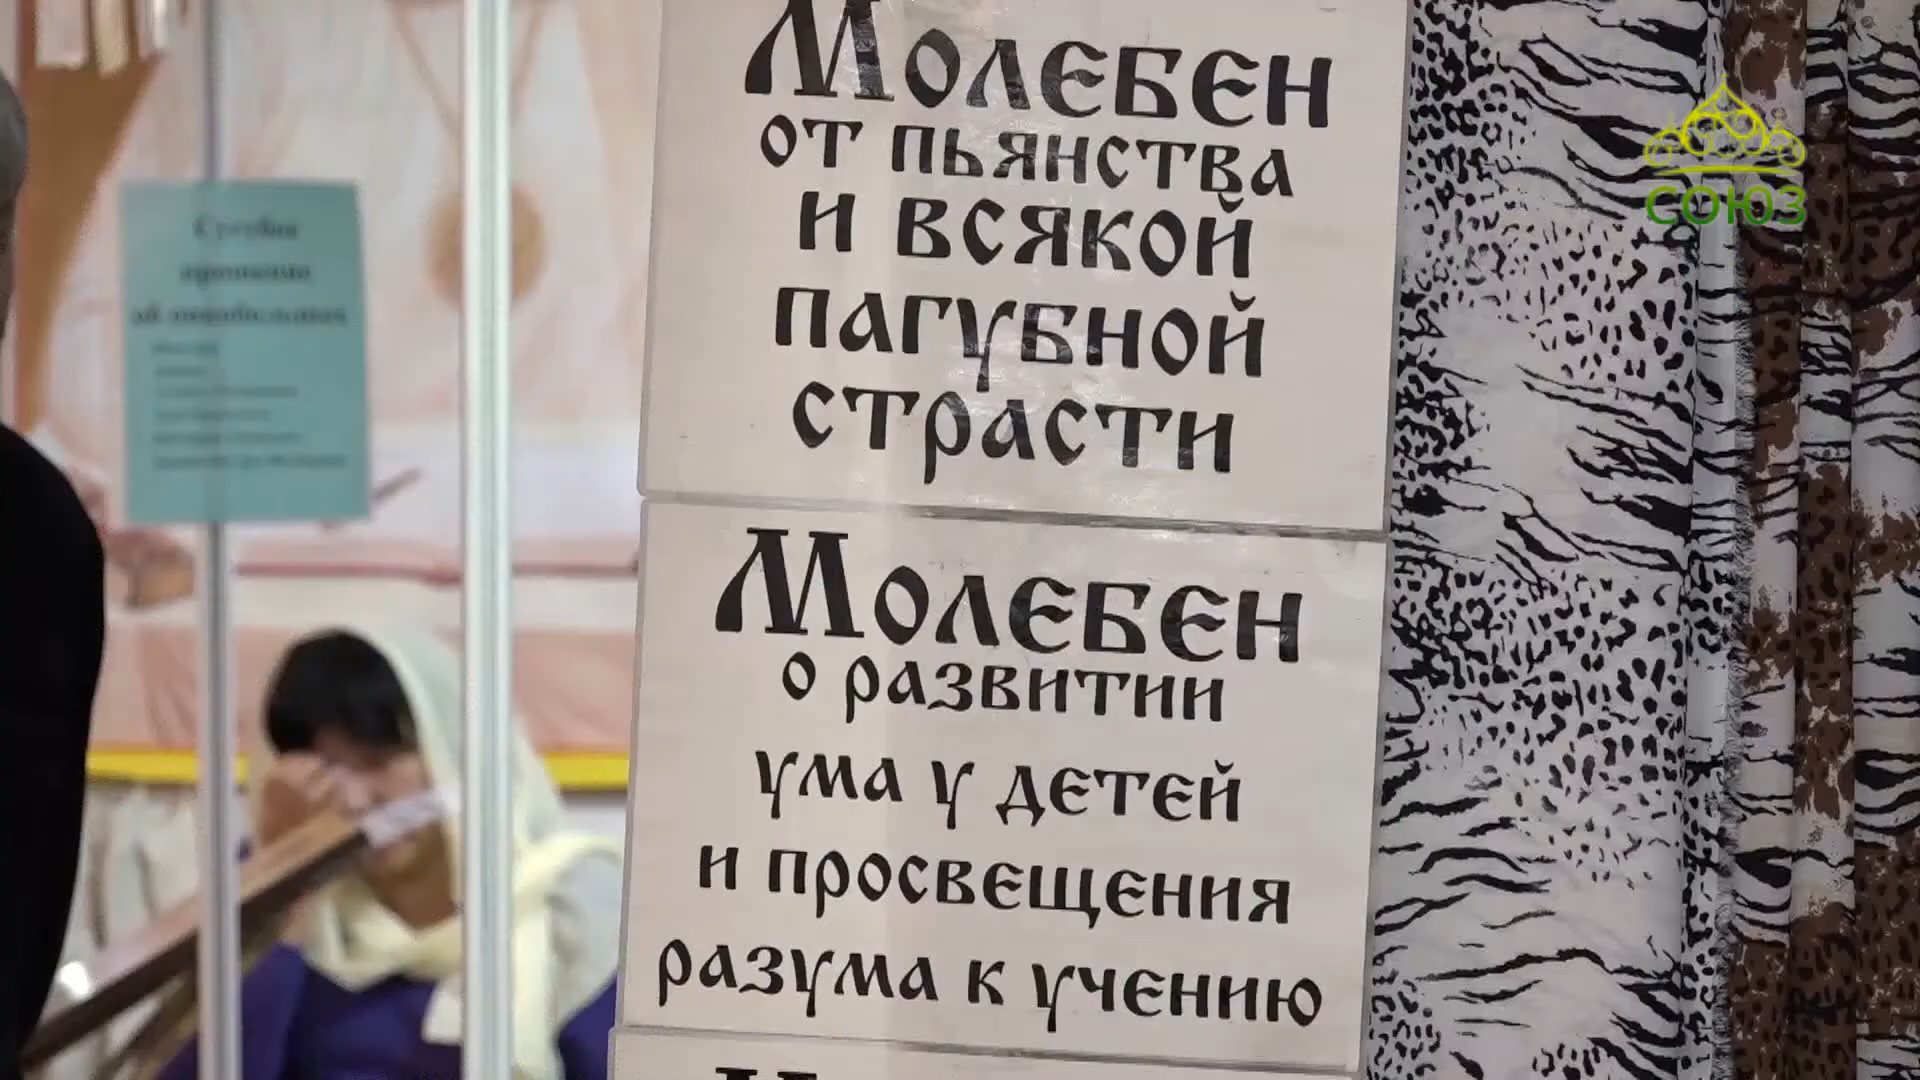 Молебен
от пьянства
и всякой
пагубной
страсти
Молебен
о развитии
ума у детей
и просвещения
разума к учению
СОЮЗ